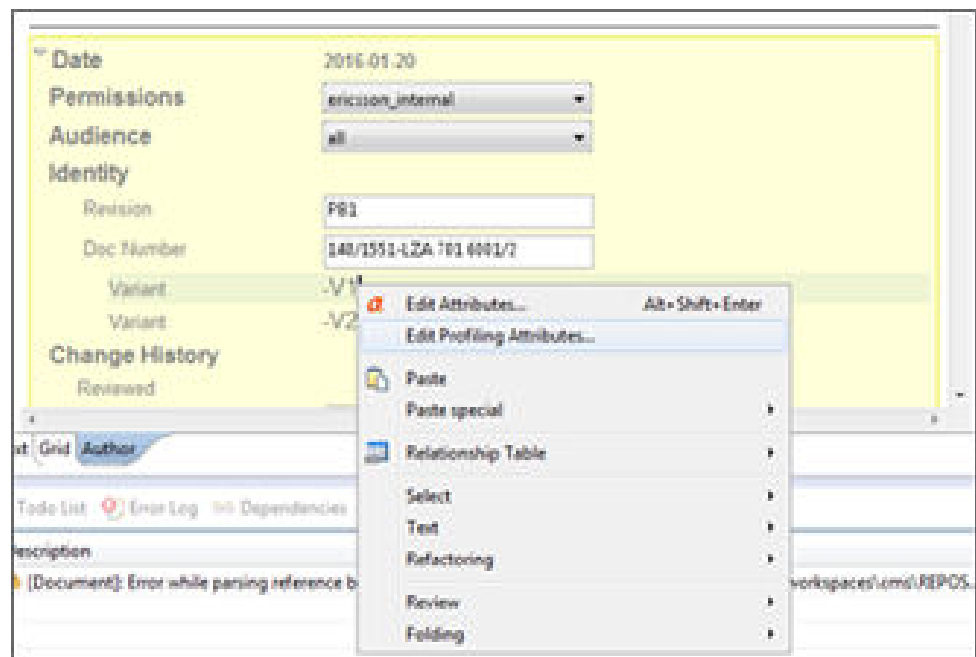 Date 2016-01-20
Permissions ericsson_internal
Audience all
Identity
Revision PB1
Doc Number 148/1551-LZA 701 6001/2
Variant -V1
Variant -V2
Change History
Reviewed
Edit Attributes... Alt+Shift+Enter
Edit Profiling Attributes...
Paste
Paste special
Relationship Table
Select
Text
Refactoring
Review
Folding
Grid Author
Todo List Error Log Dependencies
Description
[Document]: Error while parsing reference b workspaces\cms\REPOS...